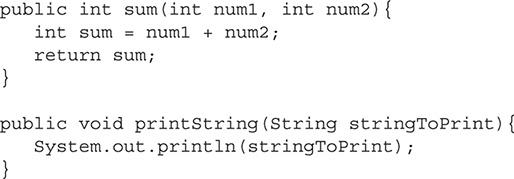 public int sum(int num1, int num2){
   int sum = num1 + num2;
   return sum;
}

public void printString(String stringToPrint){
   System.out.println(stringToPrint);
}